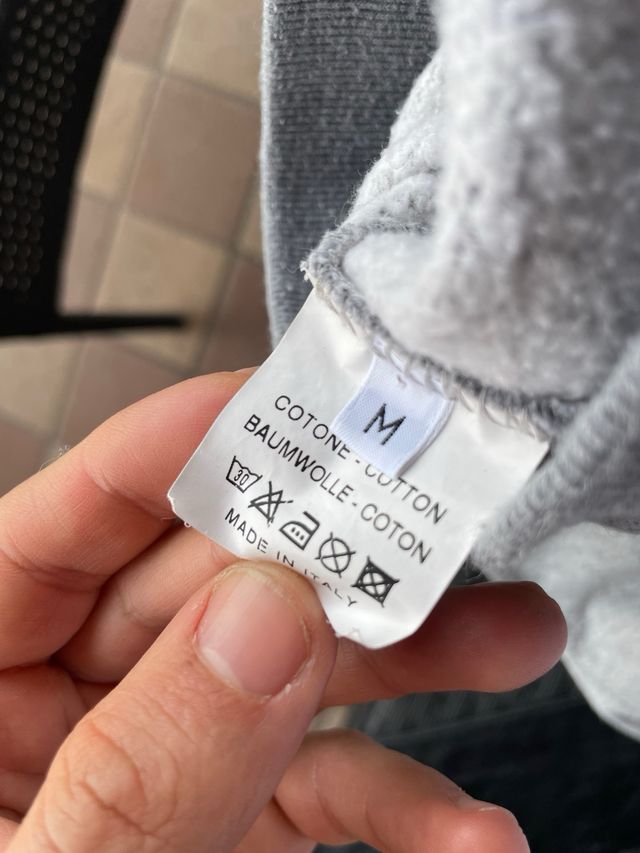 M
COTONE - COTTON
BAUMWOLLE - COTON
30
MADE IN ITALY